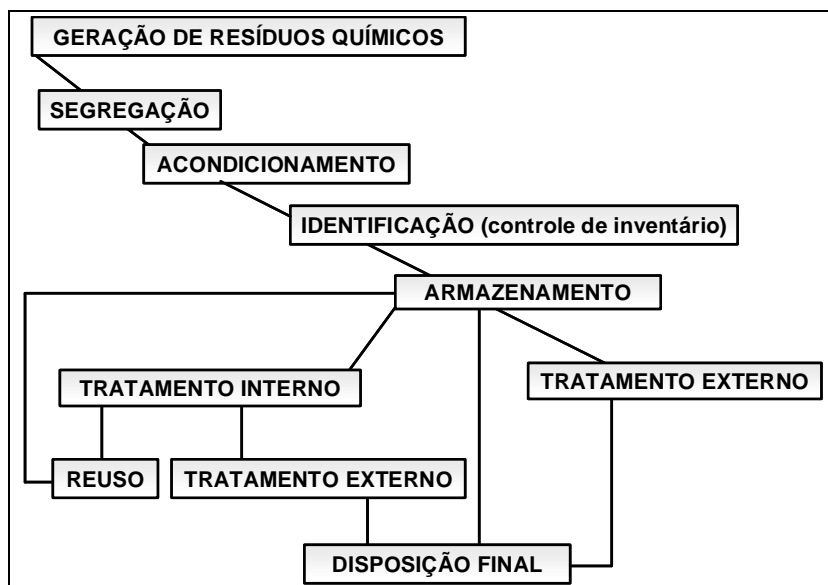 GERAÇÃO DE RESÍDUOS QUÍMICOS
SEGREGAÇÃO
ACONDICIONAMENTO
IDENTIFICAÇÃO (controle de inventário)
ARMAZENAMENTO
TRATAMENTO INTERNO
TRATAMENTO EXTERNO
REUSO
TRATAMENTO EXTERNO
DISPOSIÇÃO FINAL